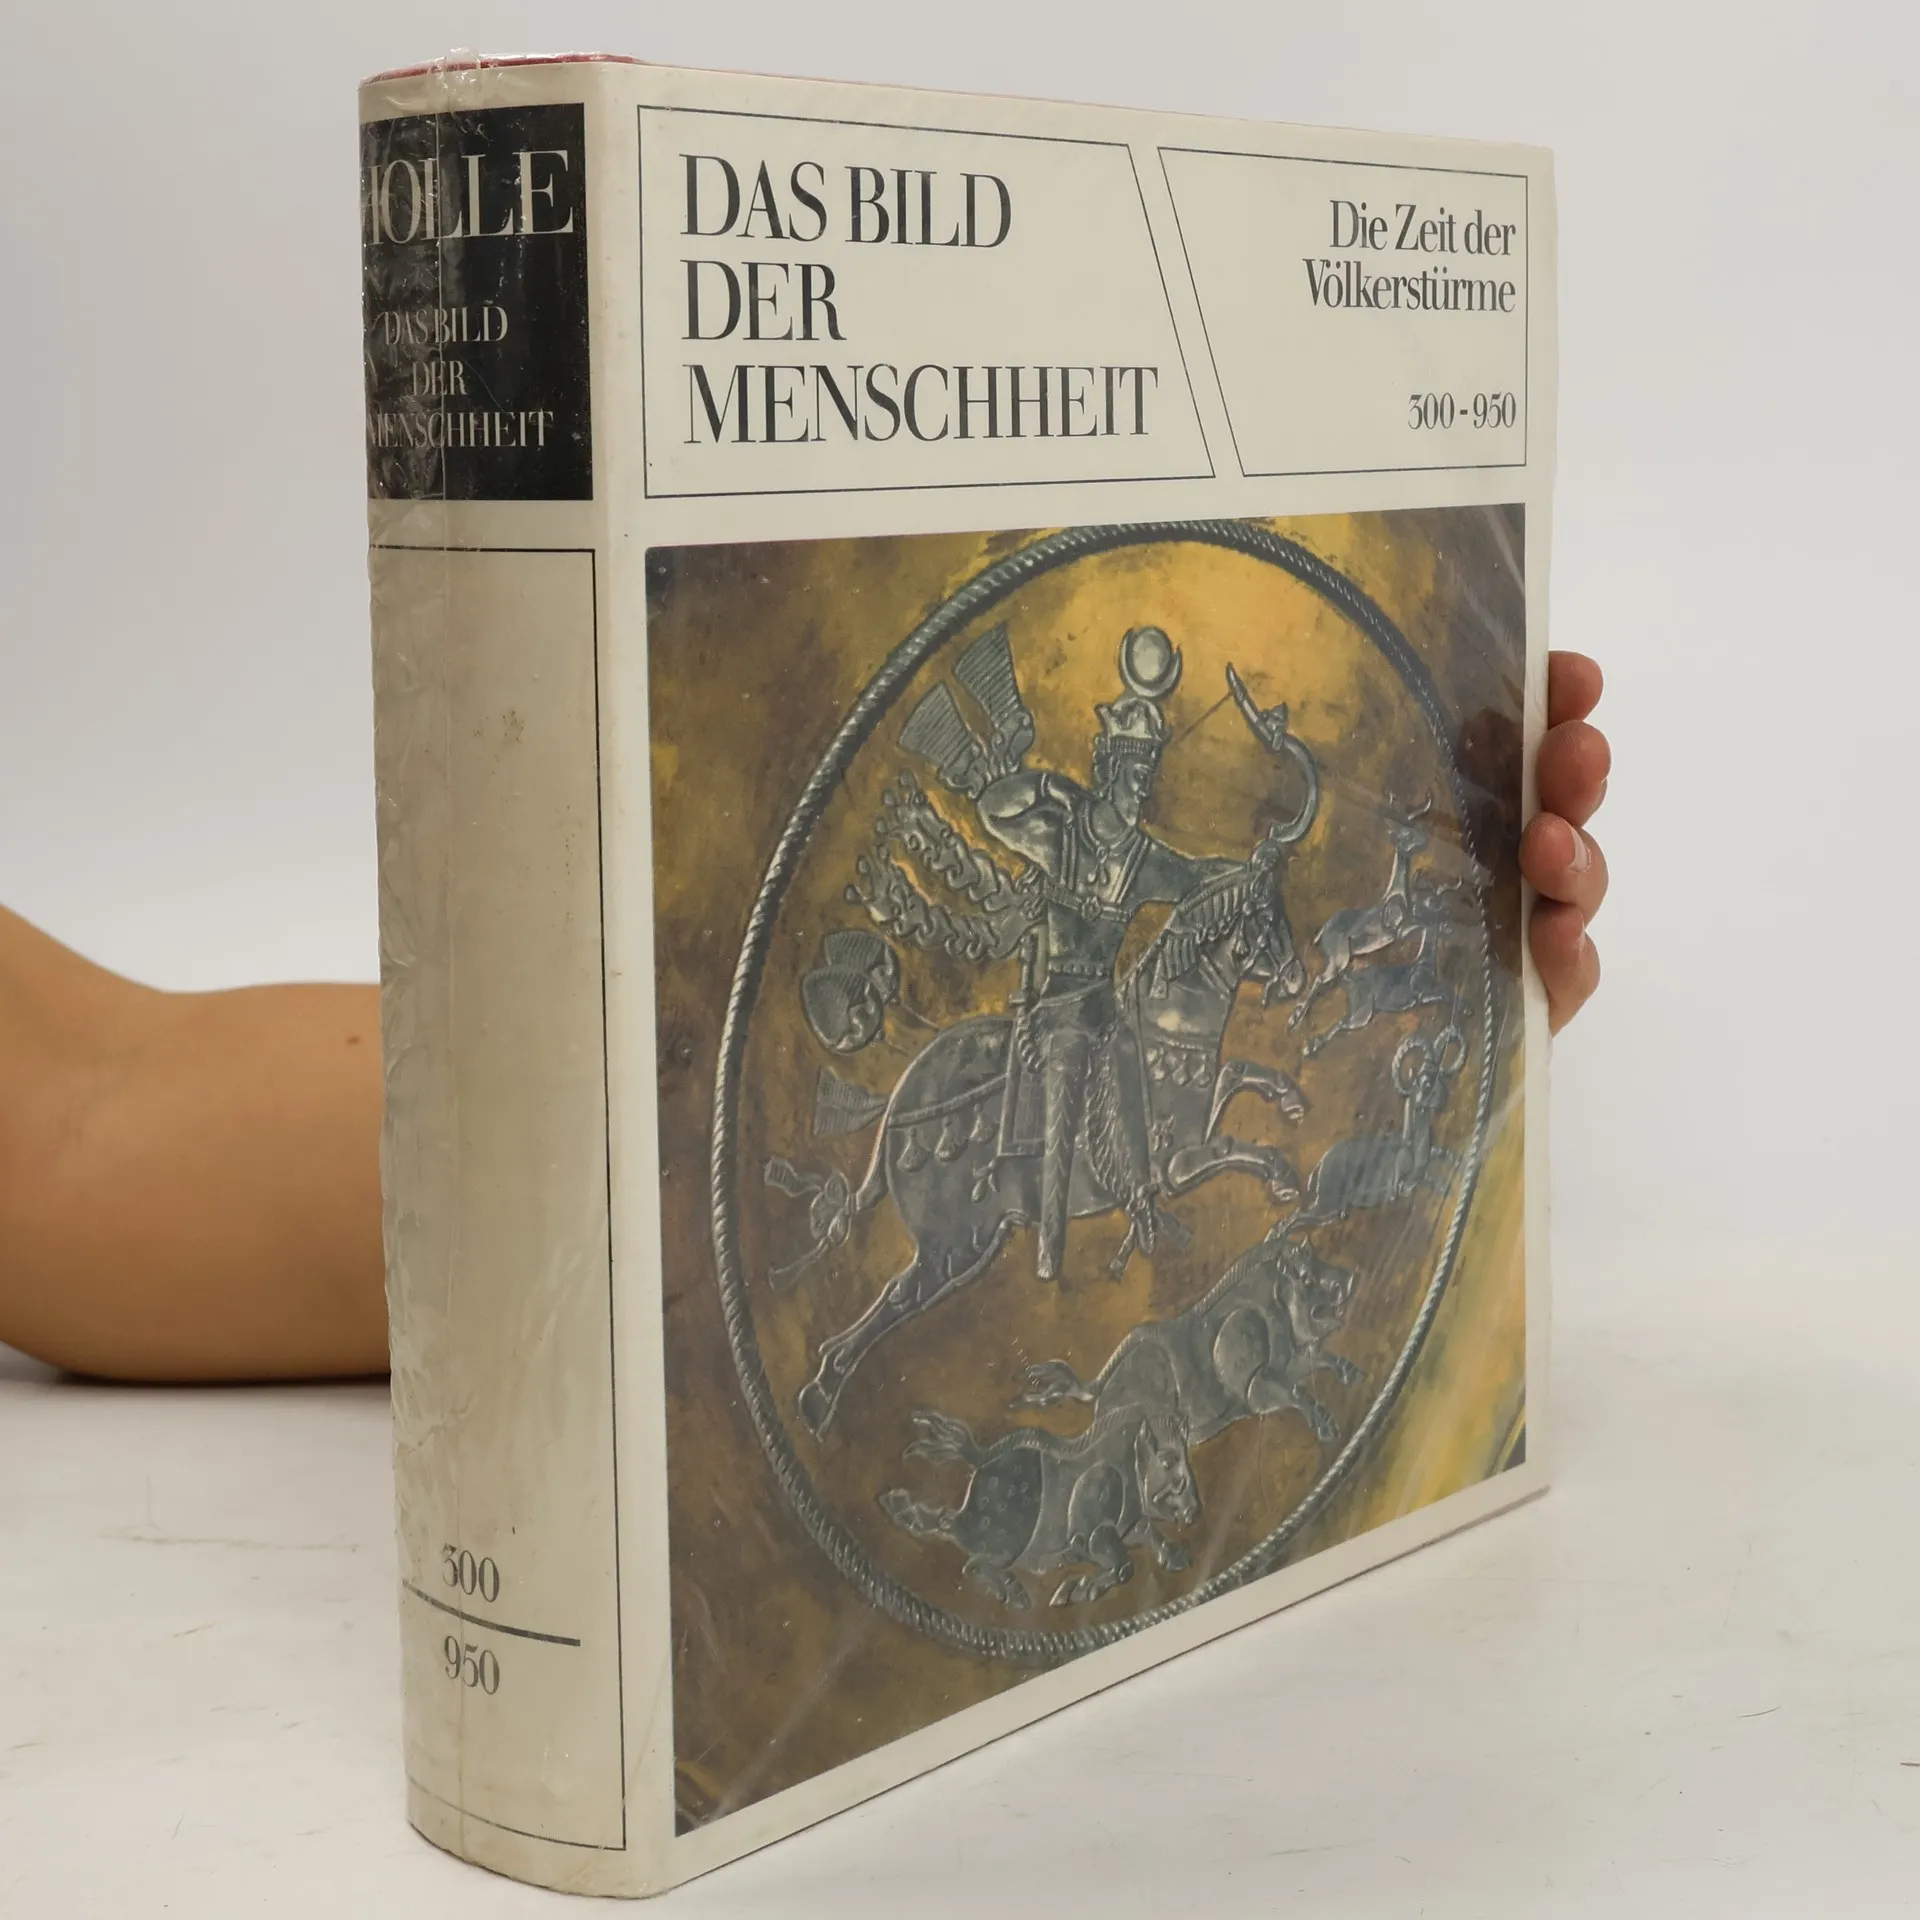 HOLLE
DAS BILD
DER
MENSCHHEIT
300
950
DAS BILD
DER
MENSCHHEIT
Die Zeit der
Völkerstürme
300-950